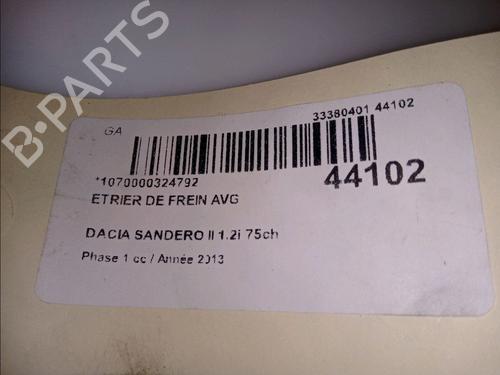 B-PARTS
GA
33380401 44102
*1070000324792
44102
ETRIER DE FREIN AVG
DACIA SANDERO II 1.2i 75ch
Phase 1 cc / Année 2013